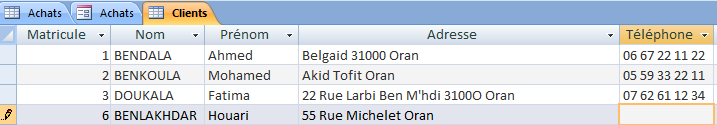 Achats Achats Clients
Matricule Nom Prénom Adresse Téléphone
1 BENDALA Ahmed Belgaid 31000 Oran 06 67 22 11 22
2 BENKOULA Mohamed Akid Tofit Oran 05 59 33 22 11
3 DOUKALA Fatima 22 Rue Larbi Ben M'hdi 3100O Oran 07 62 61 12 34
6 BENLAKHDAR Houari 55 Rue Michelet Oran